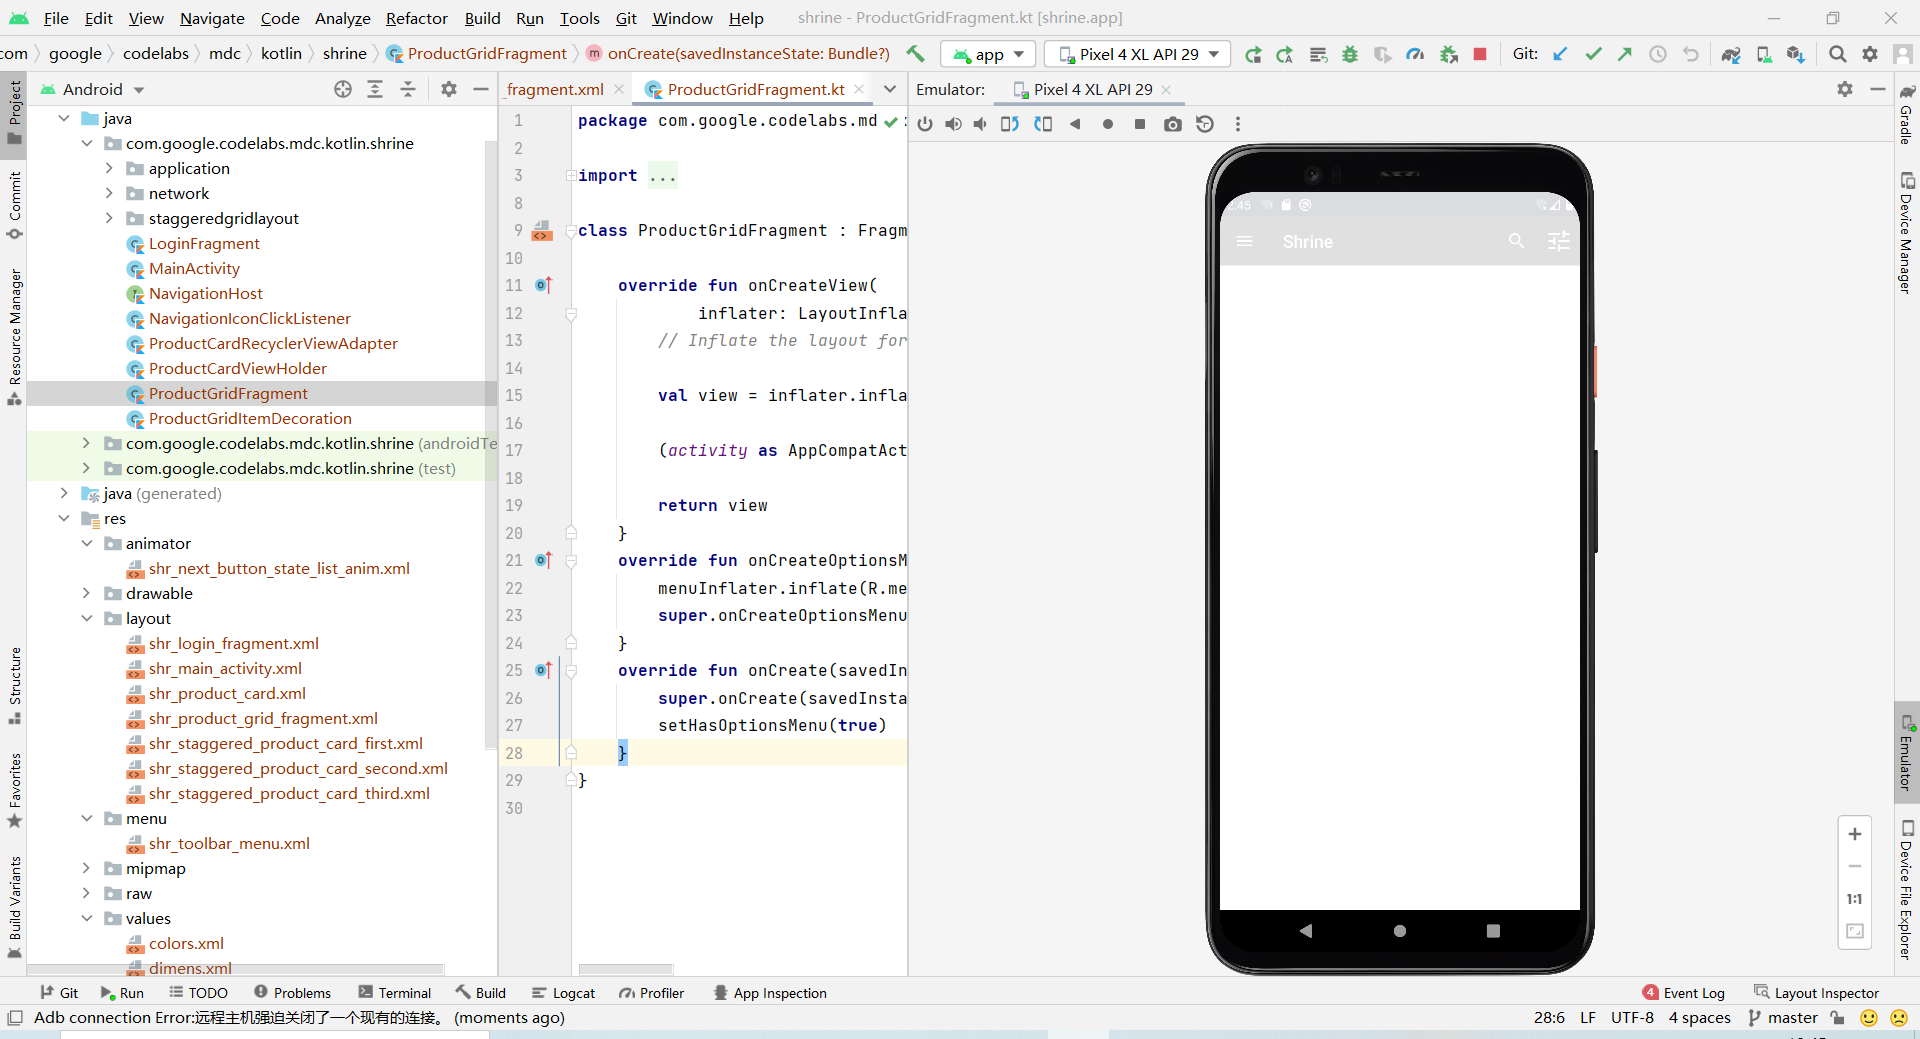 File Edit View Navigate Code Analyze Refactor Build Run Tools Git Window Help shrine - ProductGridFragment.kt [shrine.app]
com google codelabs mdc kotlin shrine ProductGridFragment onCreate(savedInstanceState: Bundle?) app Pixel 4 XL API 29 Git:
Android
_fragment.xml ProductGridFragment.kt
Emulator: Pixel 4 XL API 29
Project
Commit
Resource Manager
Structure
Favorites
Build Variants
java
com.google.codelabs.mdc.kotlin.shrine
application
network
staggeredgridlayout
LoginFragment
MainActivity
NavigationHost
NavigationIconClickListener
ProductCardRecyclerViewAdapter
ProductCardViewHolder
ProductGridFragment
ProductGridItemDecoration
com.google.codelabs.mdc.kotlin.shrine (androidTe
com.google.codelabs.mdc.kotlin.shrine (test)
java (generated)
res
animator
shr_next_button_state_list_anim.xml
drawable
layout
shr_login_fragment.xml
shr_main_activity.xml
shr_product_card.xml
shr_product_grid_fragment.xml
shr_staggered_product_card_first.xml
shr_staggered_product_card_second.xml
shr_staggered_product_card_third.xml
menu
shr_toolbar_menu.xml
mipmap
raw
values
colors.xml
dimens.xml
1 package com.google.codelabs.md
2
3 import ...
8
9 class ProductGridFragment : Fragm
10
11 override fun onCreateView(
12 inflater: LayoutInfla
13 // Inflate the layout for
14
15 val view = inflater.infla
16
17 (activity as AppCompatAct
18
19 return view
20 }
21 override fun onCreateOptionsM
22 menuInflater.inflate(R.me
23 super.onCreateOptionsMenu
24 }
25 override fun onCreate(savedIn
26 super.onCreate(savedInsta
27 setHasOptionsMenu(true)
28 }
29 }
30
:45
Shrine
1:1
Gradle
Device Manager
Emulator
Device File Explorer
Git Run TODO Problems Terminal Build Logcat Profiler App Inspection 4 Event Log Layout Inspector
Adb connection Error:远程主机强迫关闭了一个现有的连接。 (moments ago) 28:6 LF UTF-8 4 spaces master